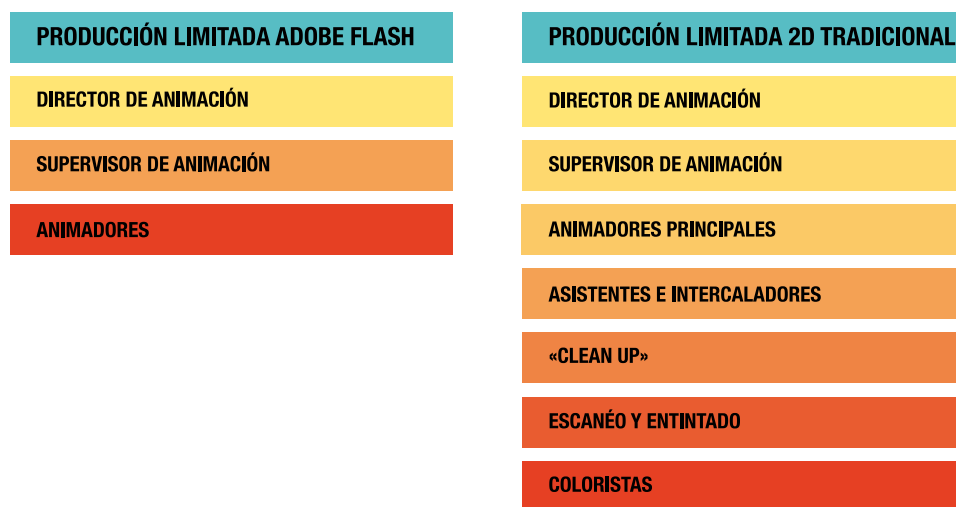 PRODUCCIÓN LIMITADA ADOBE FLASH
DIRECTOR DE ANIMACIÓN
SUPERVISOR DE ANIMACIÓN
ANIMADORES
PRODUCCIÓN LIMITADA 2D TRADICIONAL
DIRECTOR DE ANIMACIÓN
SUPERVISOR DE ANIMACIÓN
ANIMADORES PRINCIPALES
ASISTENTES E INTERCALADORES
«CLEAN UP»
ESCANÉO Y ENTINTADO
COLORISTAS